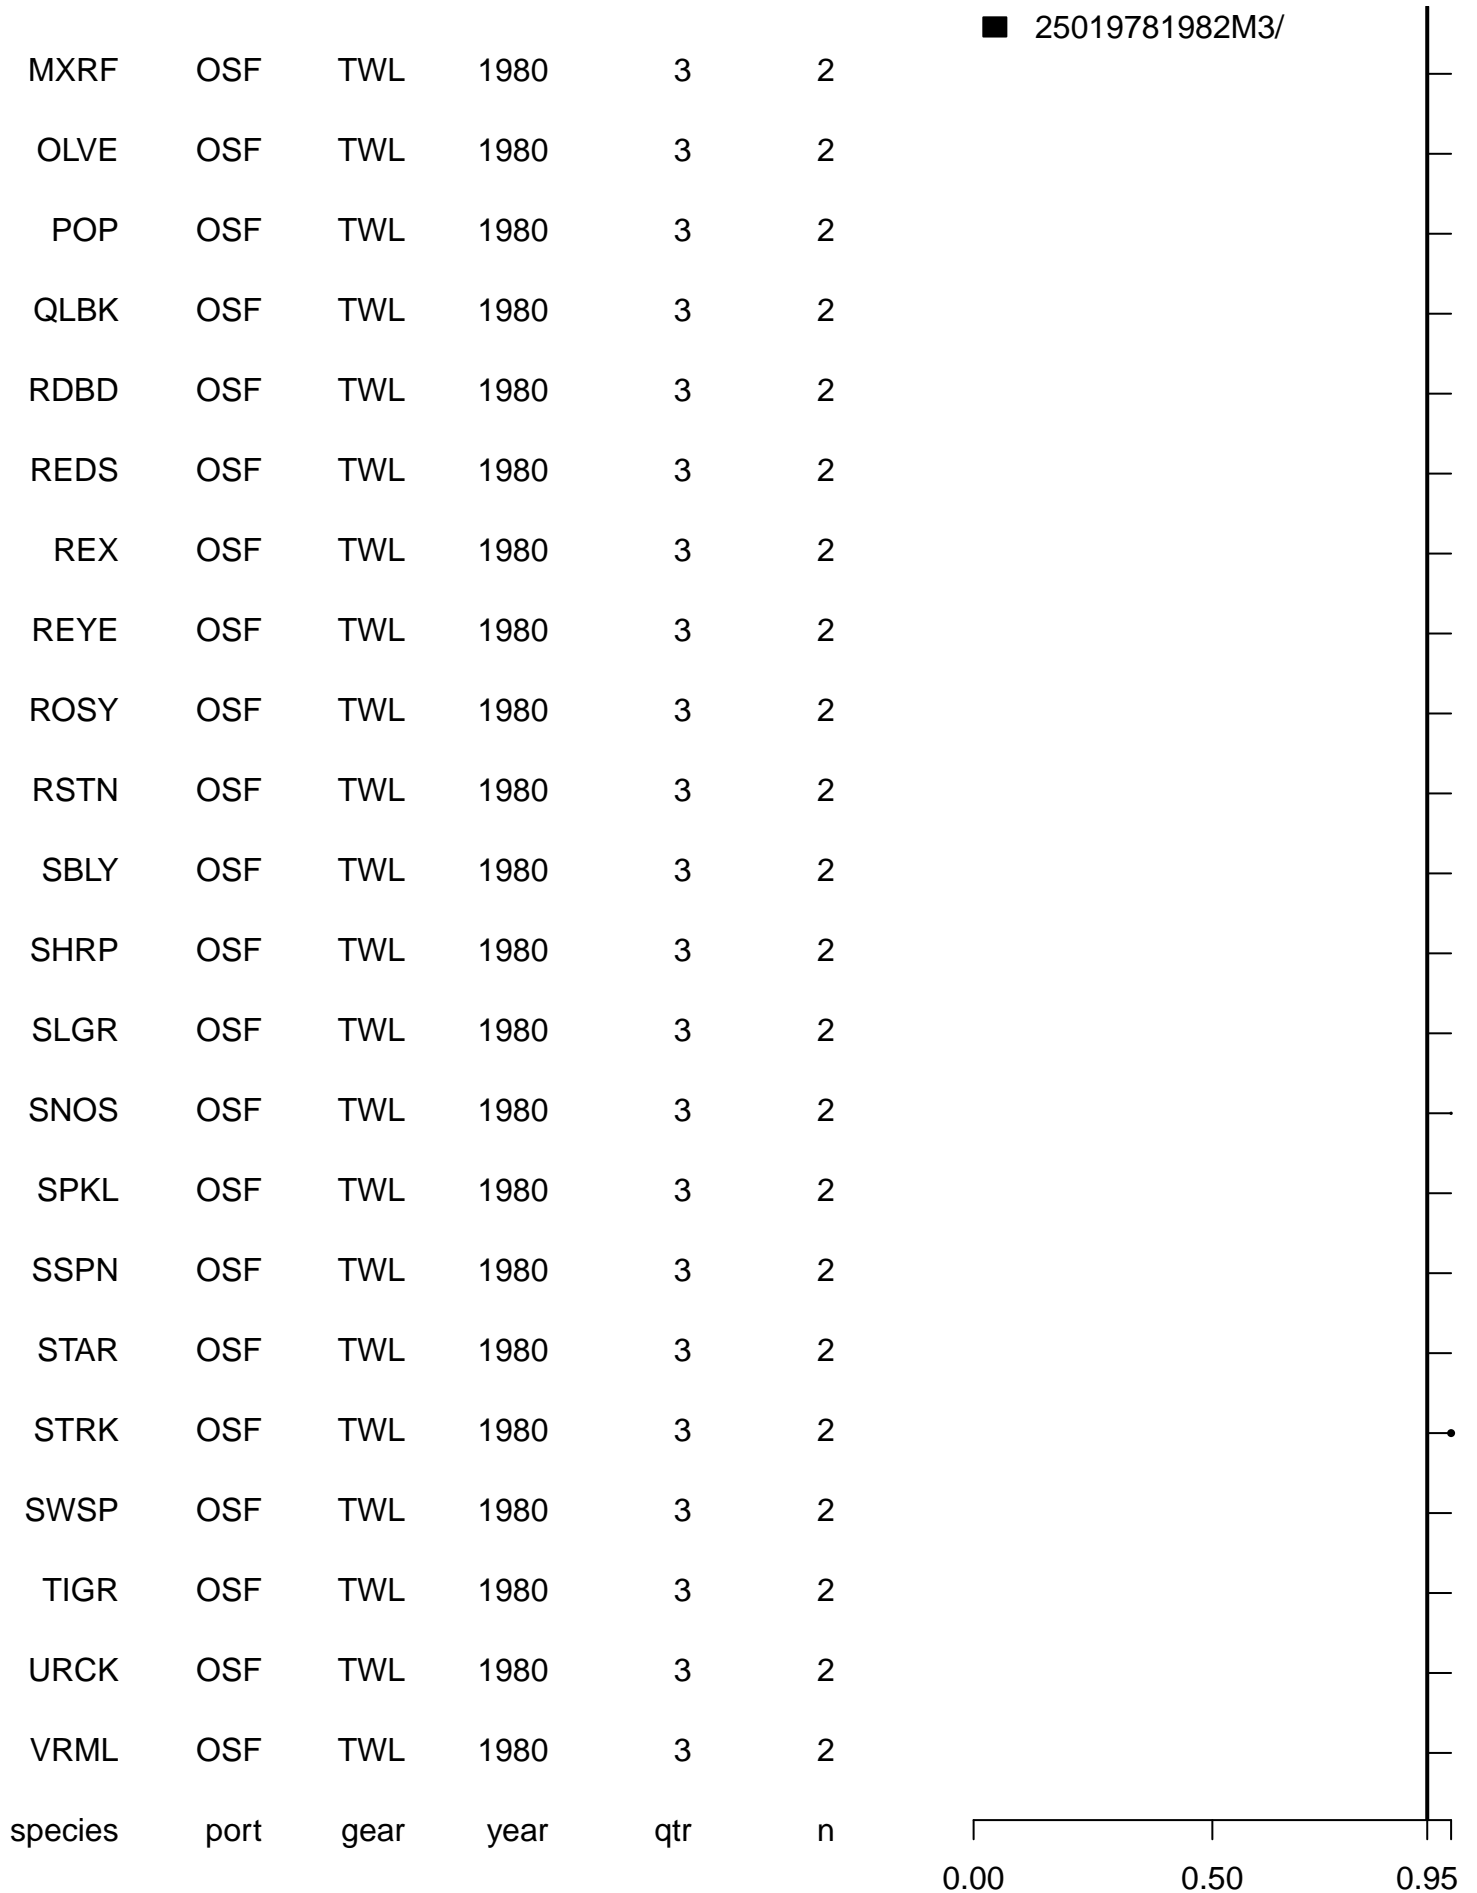 25019781982M3/
MXRF OSF TWL 1980 3 2
OLVE OSF TWL 1980 3 2
POP OSF TWL 1980 3 2
QLBK OSF TWL 1980 3 2
RDBD OSF TWL 1980 3 2
REDS OSF TWL 1980 3 2
REX OSF TWL 1980 3 2
REYE OSF TWL 1980 3 2
ROSY OSF TWL 1980 3 2
RSTN OSF TWL 1980 3 2
SBLY OSF TWL 1980 3 2
SHRP OSF TWL 1980 3 2
SLGR OSF TWL 1980 3 2
SNOS OSF TWL 1980 3 2
SPKL OSF TWL 1980 3 2
SSPN OSF TWL 1980 3 2
STAR OSF TWL 1980 3 2
STRK OSF TWL 1980 3 2
SWSP OSF TWL 1980 3 2
TIGR OSF TWL 1980 3 2
URCK OSF TWL 1980 3 2
VRML OSF TWL 1980 3 2
species port gear year qtr n
0.00 0.50 0.95